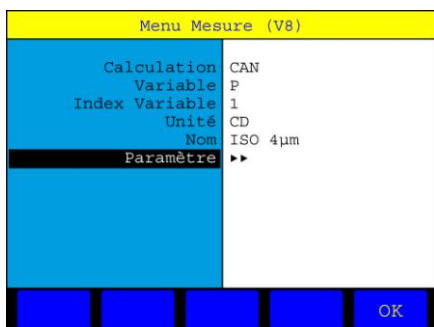 Menu Mesure (V8)
Calculation CAN
Variable P
Index Variable 1
Unité CD
Nom ISO 4µm
Paramètre ▸▸
OK